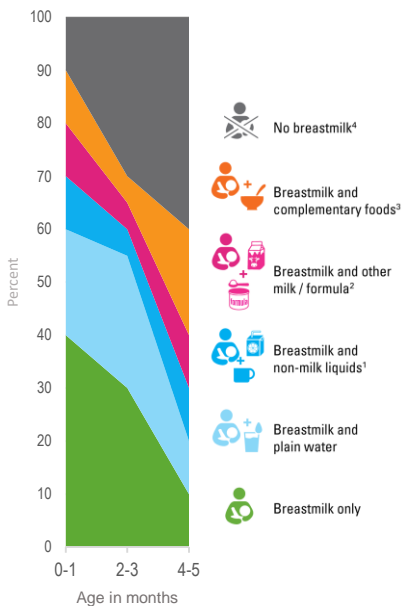 100
90
80
70
60
50
40
30
20
10
0
Percent
0-1
2-3
4-5
Age in months
No breastmilk⁴
Breastmilk and
complementary foods³
Breastmilk and other
milk / formula²
formula
Breastmilk and
non-milk liquids¹
Breastmilk and
plain water
Breastmilk only